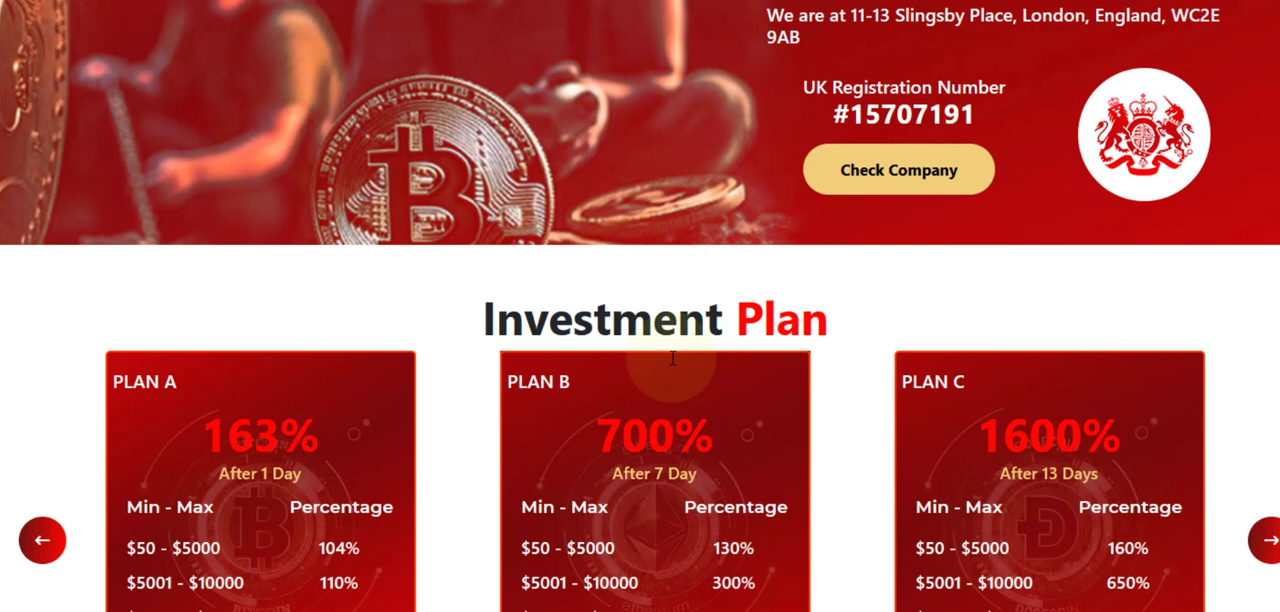 We are at 11-13 Slingsby Place, London, England, WC2E
9AB
UK Registration Number
#15707191
Check Company
Investment Plan
PLAN A
163%
After 1 Day
Min - Max Percentage
$50 - $5000 104%
$5001 - $10000 110%
PLAN B
700%
After 7 Day
Min - Max Percentage
$50 - $5000 130%
$5001 - $10000 300%
PLAN C
1600%
After 13 Days
Min - Max Percentage
$50 - $5000 160%
$5001 - $10000 650%